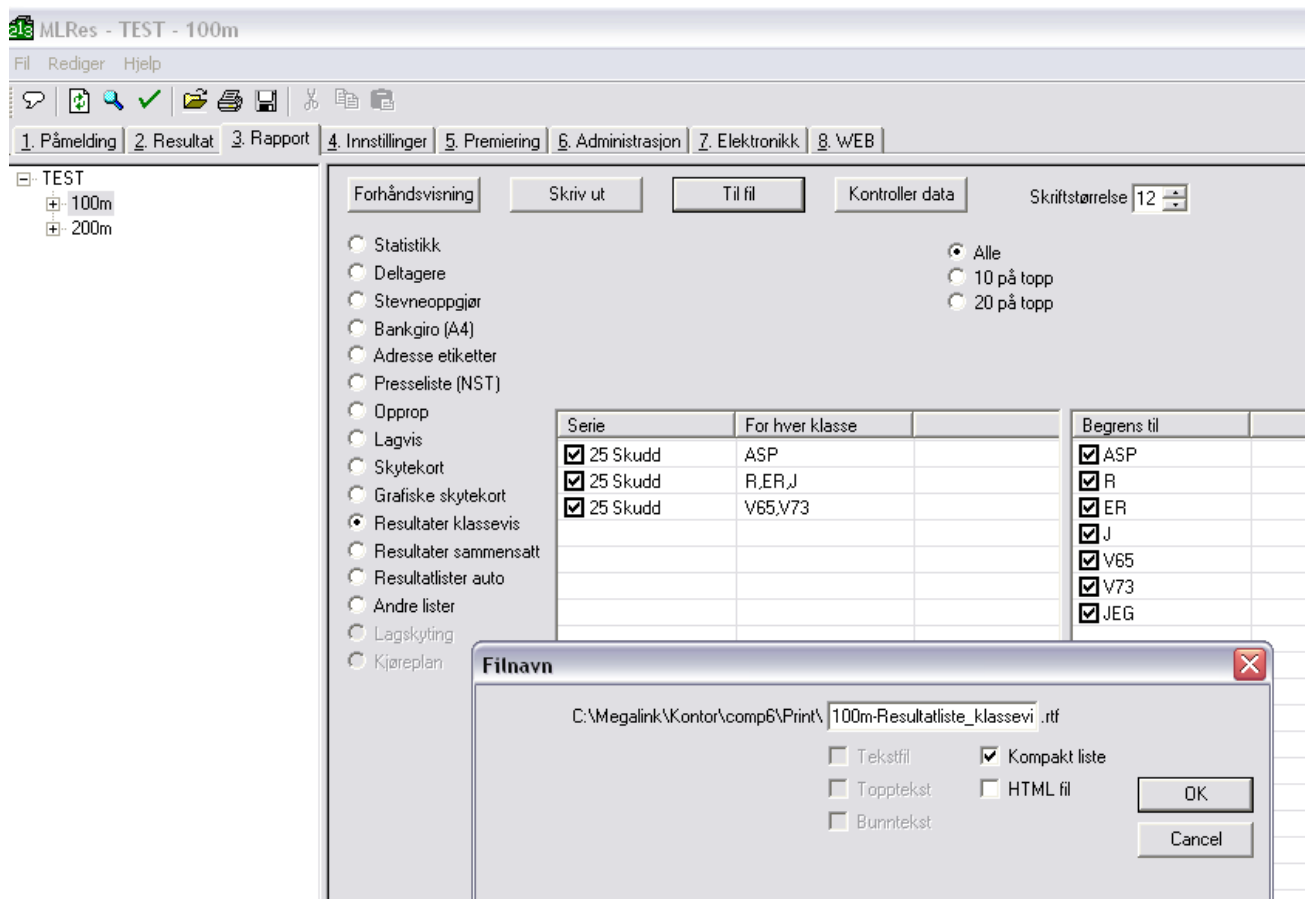 MLRes - TEST - 100m
Fil Rediger Hjelp
1. Påmelding 2. Resultat 3. Rapport 4. Innstillinger 5. Premiering 6. Administrasjon 7. Elektronikk 8. WEB
TEST
100m
200m
Forhåndsvisning Skriv ut Til fil Kontroller data Skriftstørrelse 12
Statistikk
Deltagere
Stevneoppgjør
Bankgiro (A4)
Adresse etiketter
Presseliste (NST)
Opprop
Lagvis
Skytekort
Grafiske skytekort
Resultater klassevis
Resultater sammensatt
Resultatlister auto
Andre lister
Lagskyting
Kjøreplan
Alle
10 på topp
20 på topp
Serie For hver klasse
25 Skudd ASP
25 Skudd R,ER,J
25 Skudd V65,V73
Begrens til
ASP
R
ER
J
V65
V73
JEG
Filnavn
C:\Megalink\Kontor\comp6\Print\ 100m-Resultatliste_klassevi .rtf
Tekstfil Kompakt liste
Topptekst HTML fil
Bunntekst
OK
Cancel